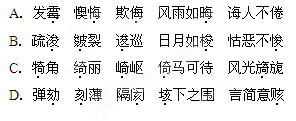 A. 发霉 懊悔 欺侮 风雨如晦 诲人不倦
B. 疏浚 皴裂 逡巡 日月如梭 怙恶不悛
C. 犄角 绮丽 崎岖 倚马可待 风光旖旎
D. 弹劾 刻薄 隔阂 垓下之围 言简意赅